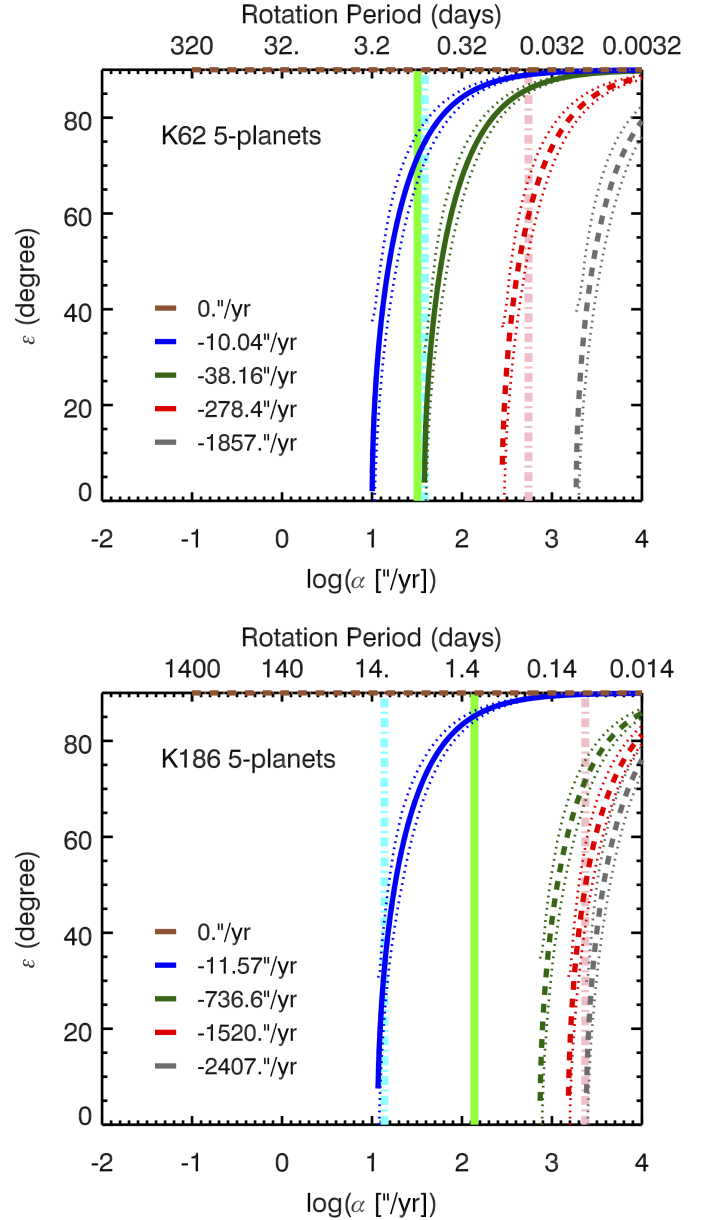 Rotation Period (days)
320 32. 3.2 0.32 0.032 0.0032
80
K62 5-planets
60
ε (degree)
40
0."/yr
-10.04"/yr
-38.16"/yr
20
-278.4"/yr
-1857."/yr
0
-2 -1 0 1 2 3 4
log(α ["/yr])
Rotation Period (days)
1400 140 14. 1.4 0.14 0.014
80
K186 5-planets
60
ε (degree)
40
0."/yr
-11.57"/yr
-736.6"/yr
20
-1520."/yr
-2407."/yr
0
-2 -1 0 1 2 3 4
log(α ["/yr])